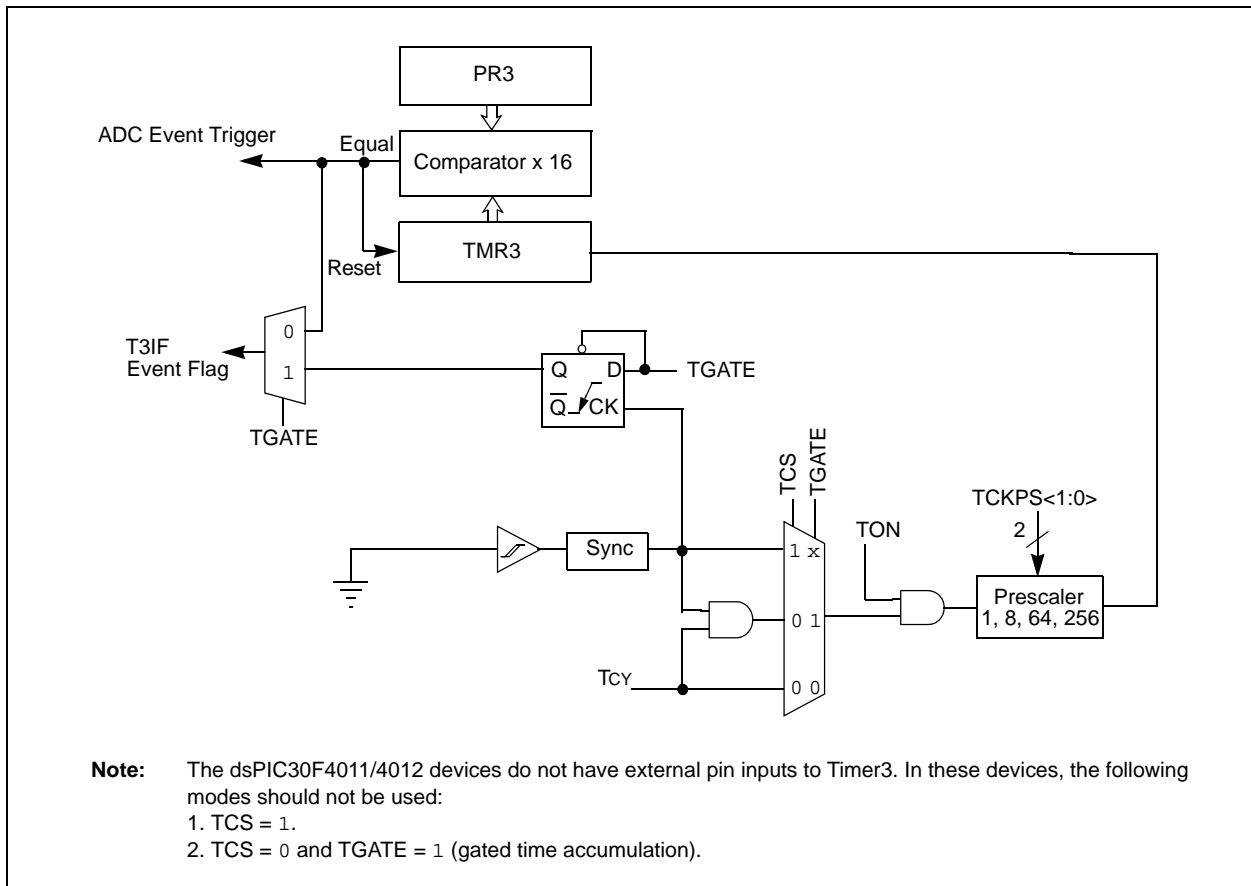 PR3
ADC Event Trigger
Equal
Comparator x 16
TMR3
Reset
0
T3IF
Event Flag
1
TGATE
Q
D
TGATE
Q
CK
TCS
TGATE
TCKPS<1:0>
2
TON
Sync
1 x
Prescaler
1, 8, 64, 256
0 1
TCY
0 0
Note: The dsPIC30F4011/4012 devices do not have external pin inputs to Timer3. In these devices, the following
modes should not be used:
1. TCS = 1.
2. TCS = 0 and TGATE = 1 (gated time accumulation).